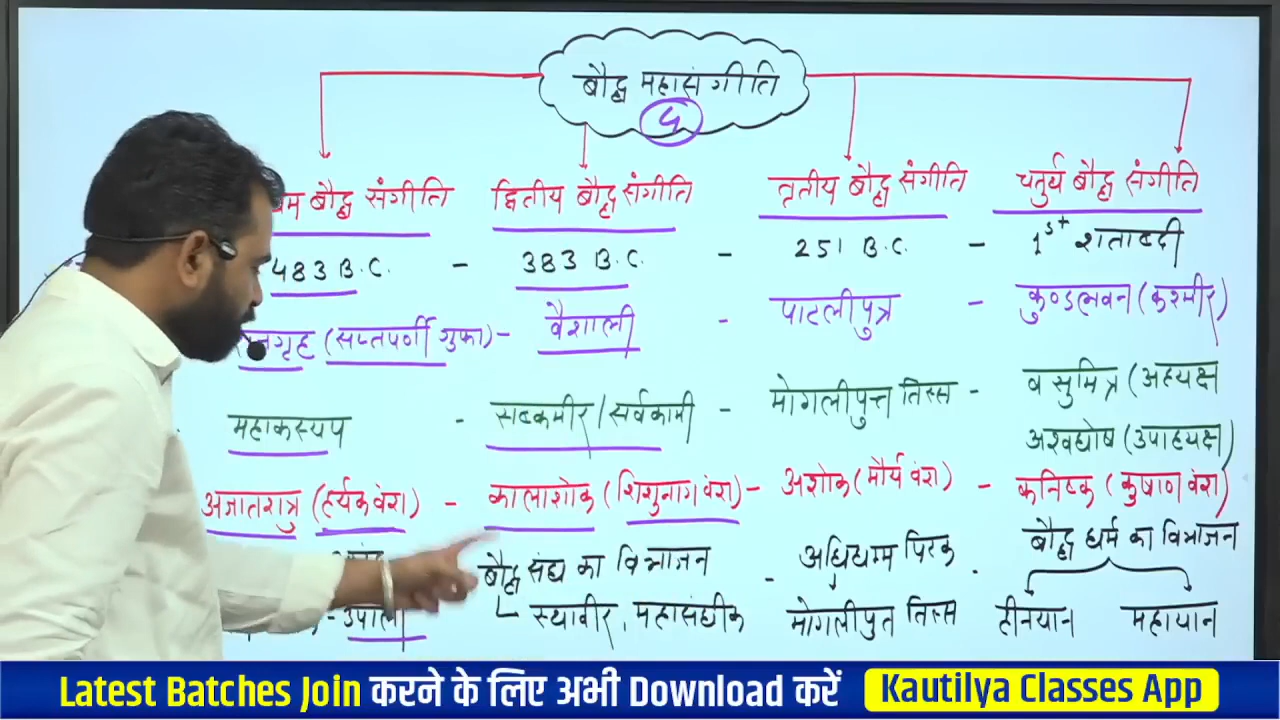 बौद्ध महासंगीति
4
बौद्ध संगीति द्वितीय बौद्ध संगीति तृतीय बौद्ध संगीति चतुर्थ बौद्ध संगीति
483 B.C. - 383 B.C. - 251 B.C. - 1st शताब्दी
(सप्तपर्णी गुफा) - वैशाली - पाटलीपुत्र - कुण्डलवन (कश्मीर)
महाकस्यप - सबकमीर / सर्वकामी - मोगलीपुत्त तिस्स - वसुमित्र (अध्यक्ष
अश्वघोष (उपाध्यक्ष)
अजातशत्रु (हर्यक वंश) - कालाशोक (शिशुनाग वंश) - अशोक (मौर्य वंश) - कनिष्क (कुषाण वंश)
बौद्ध संघ का विभाजन - अभिधम्म पिटक - बौद्ध धर्म का विभाजन
- उपाली स्थावीर, महासंघीक मोगलीपुत तिस्स हीनयान महायान
Latest Batches Join करने के लिए अभी Download करें Kautilya Classes App